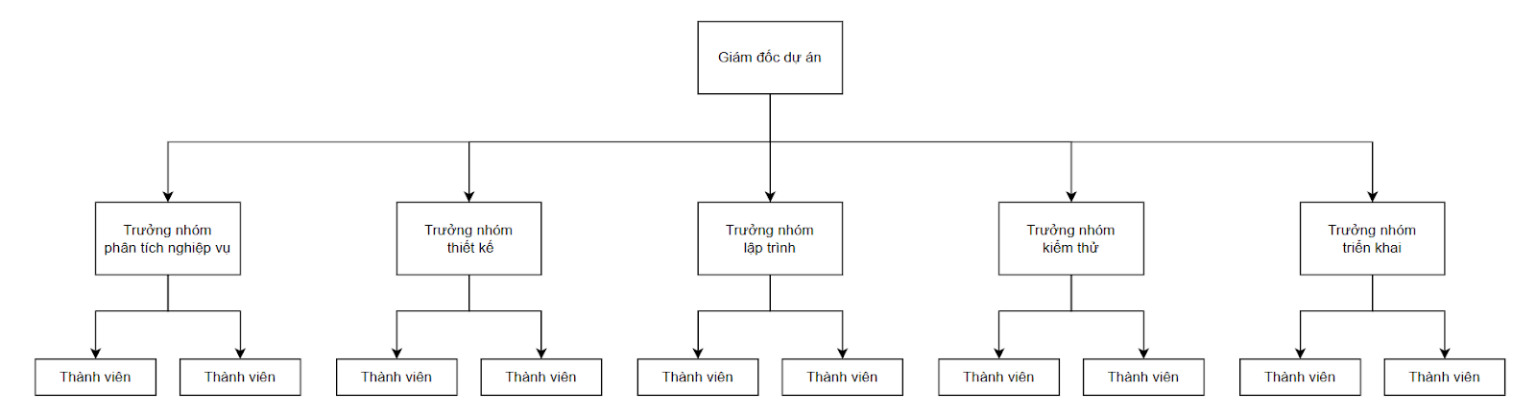 Giám đốc dự án
Trưởng nhóm
phân tích nghiệp vụ
Trưởng nhóm
thiết kế
Trưởng nhóm
lập trình
Trưởng nhóm
kiểm thử
Trưởng nhóm
triển khai
Thành viên
Thành viên
Thành viên
Thành viên
Thành viên
Thành viên
Thành viên
Thành viên
Thành viên
Thành viên